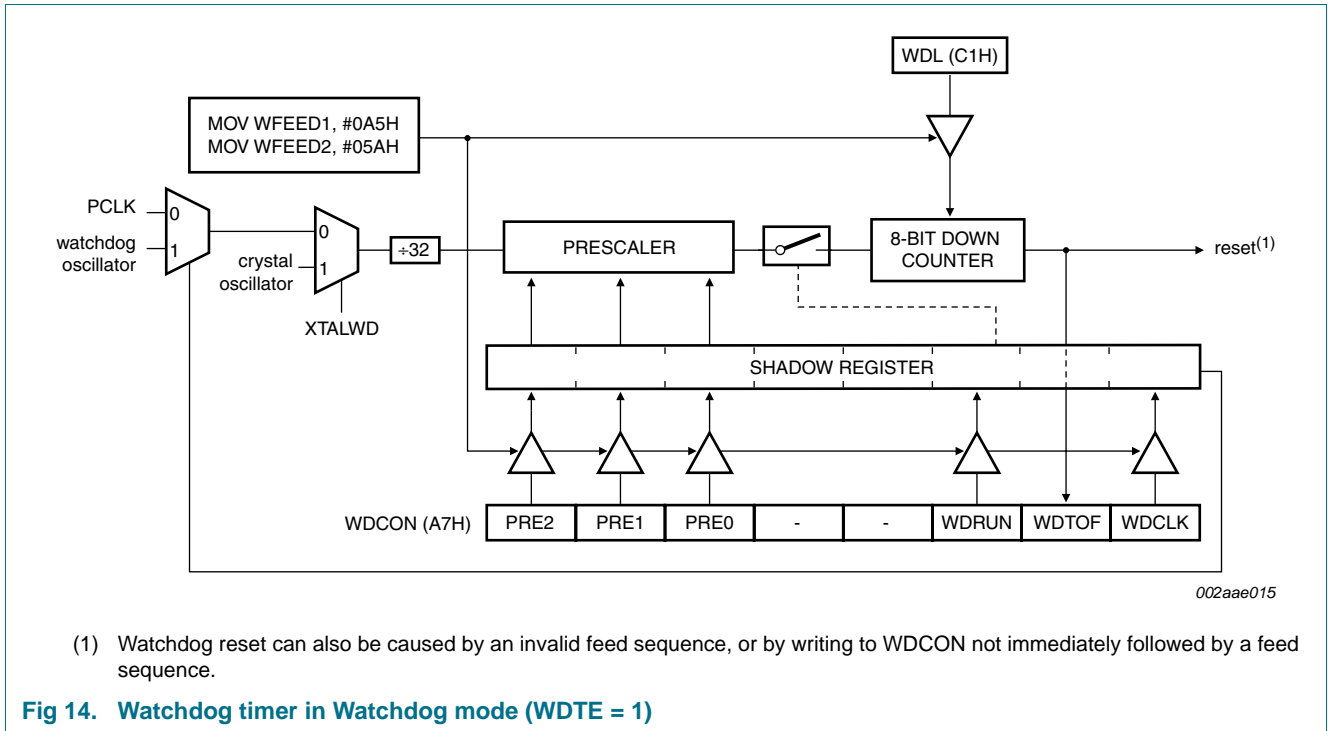 WDL (C1H)
MOV WFEED1, #0A5H
MOV WFEED2, #05AH
PCLK
0
watchdog
oscillator
1
0
crystal
oscillator
1
XTALWD
÷32
PRESCALER
8-BIT DOWN
COUNTER
reset(1)
SHADOW REGISTER
WDCON (A7H)
PRE2
PRE1
PRE0
-
-
WDRUN
WDTOF
WDCLK
002aae015
(1) Watchdog reset can also be caused by an invalid feed sequence, or by writing to WDCON not immediately followed by a feed
sequence.
Fig 14. Watchdog timer in Watchdog mode (WDTE = 1)